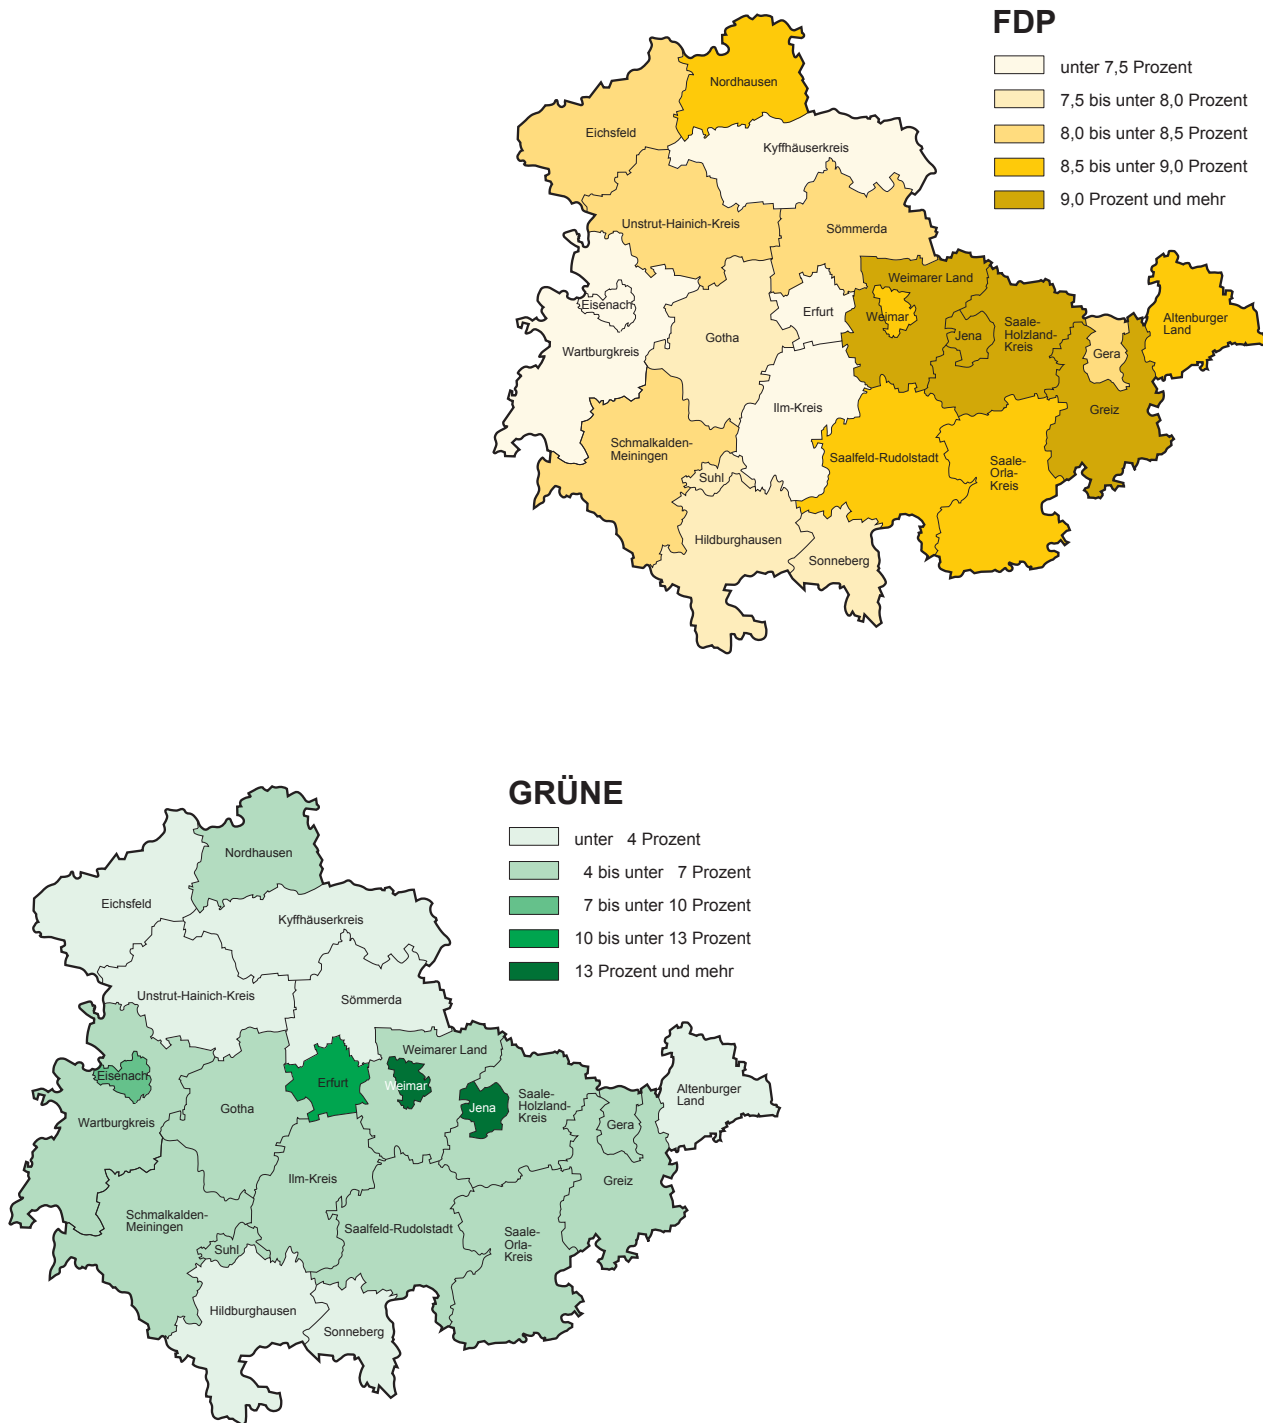 FDP
unter 7,5 Prozent
7,5 bis unter 8,0 Prozent
8,0 bis unter 8,5 Prozent
8,5 bis unter 9,0 Prozent
9,0 Prozent und mehr
Nordhausen
Eichsfeld
Kyffhäuserkreis
Unstrut-Hainich-Kreis
Sömmerda
Weimarer Land
Eisenach
Erfurt
Weimar
Saale-
Holzland-
Kreis
Jena
Altenburger
Land
Wartburgkreis
Gotha
Gera
Ilm-Kreis
Greiz
Schmalkalden-
Meiningen
Saalfeld-Rudolstadt
Saale-
Orla-
Kreis
Suhl
Hildburghausen
Sonneberg
GRÜNE
unter 4 Prozent
4 bis unter 7 Prozent
7 bis unter 10 Prozent
10 bis unter 13 Prozent
13 Prozent und mehr
Nordhausen
Eichsfeld
Kyffhäuserkreis
Unstrut-Hainich-Kreis
Sömmerda
Weimarer Land
Eisenach
Erfurt
Weimar
Saale-
Holzland-
Kreis
Jena
Altenburger
Land
Wartburgkreis
Gotha
Gera
Ilm-Kreis
Greiz
Schmalkalden-
Meiningen
Saalfeld-Rudolstadt
Saale-
Orla-
Kreis
Suhl
Hildburghausen
Sonneberg